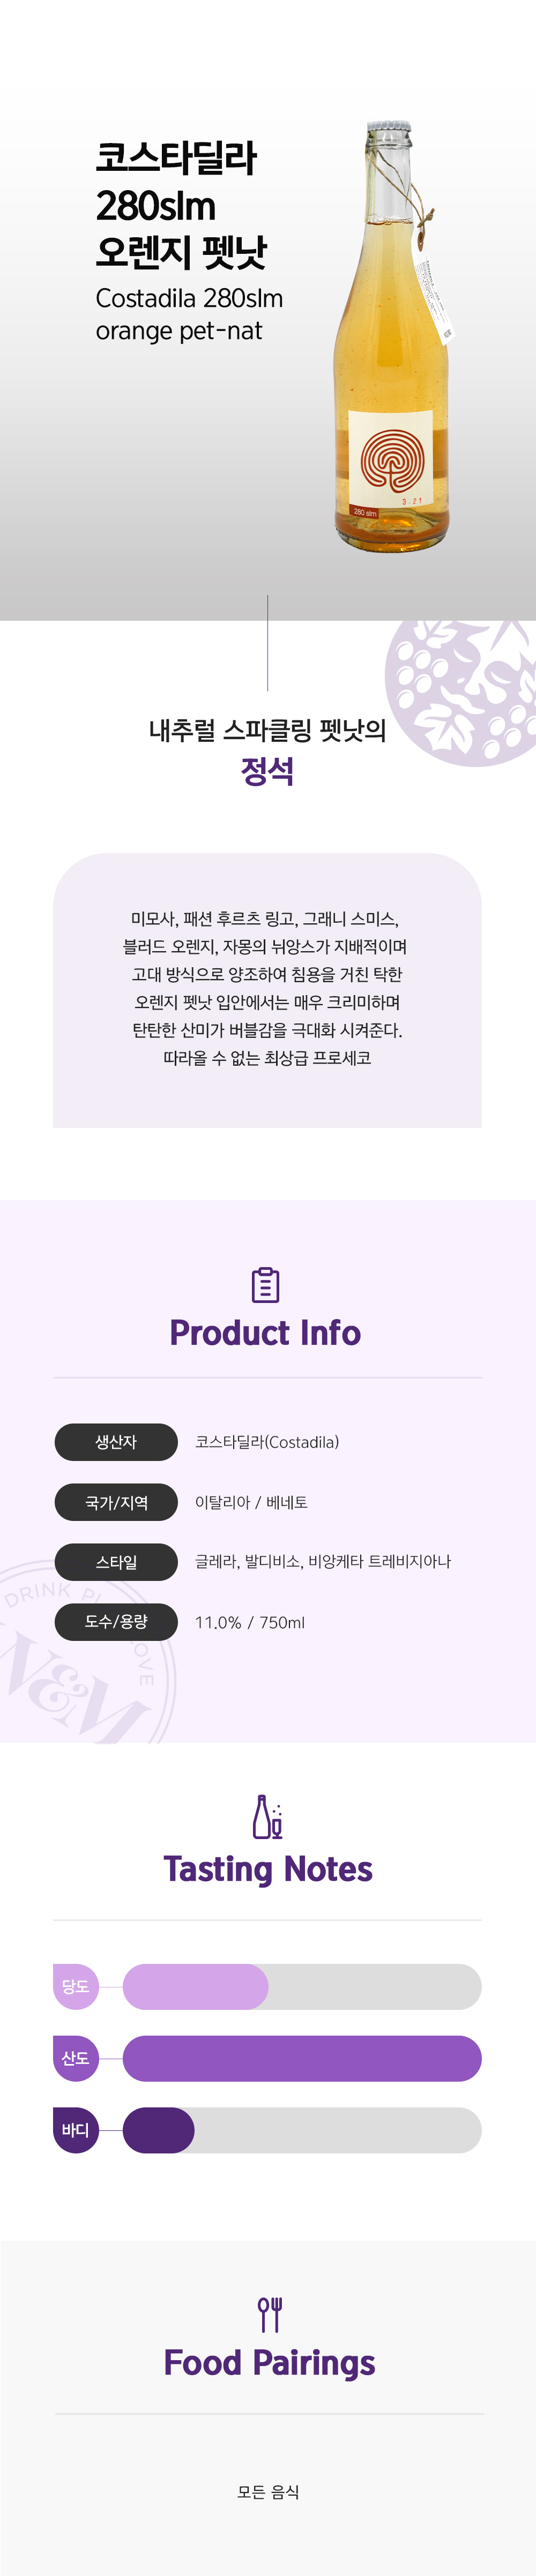 코스타딜라
280slm
오렌지 펫낫
Costadila 280slm
orange pet-nat
3.21
280 slm
내추럴 스파클링 펫낫의
정석
미모사, 패션 후르츠 링고, 그래니 스미스,
블러드 오렌지, 자몽의 뉘앙스가 지배적이며
고대 방식으로 양조하여 침용을 거친 탁한
오렌지 펫낫 입안에서는 매우 크리미하며
탄탄한 산미가 버블감을 극대화 시켜준다.
따라올 수 없는 최상급 프로세코
Product Info
생산자 코스타딜라(Costadila)
국가/지역 이탈리아 / 베네토
스타일 글레라, 발디비소, 비앙케타 트레비지아나
도수/용량 11.0% / 750ml
DRINK
W&M
Tasting Notes
당도
산도
바디
Food Pairings
모든 음식